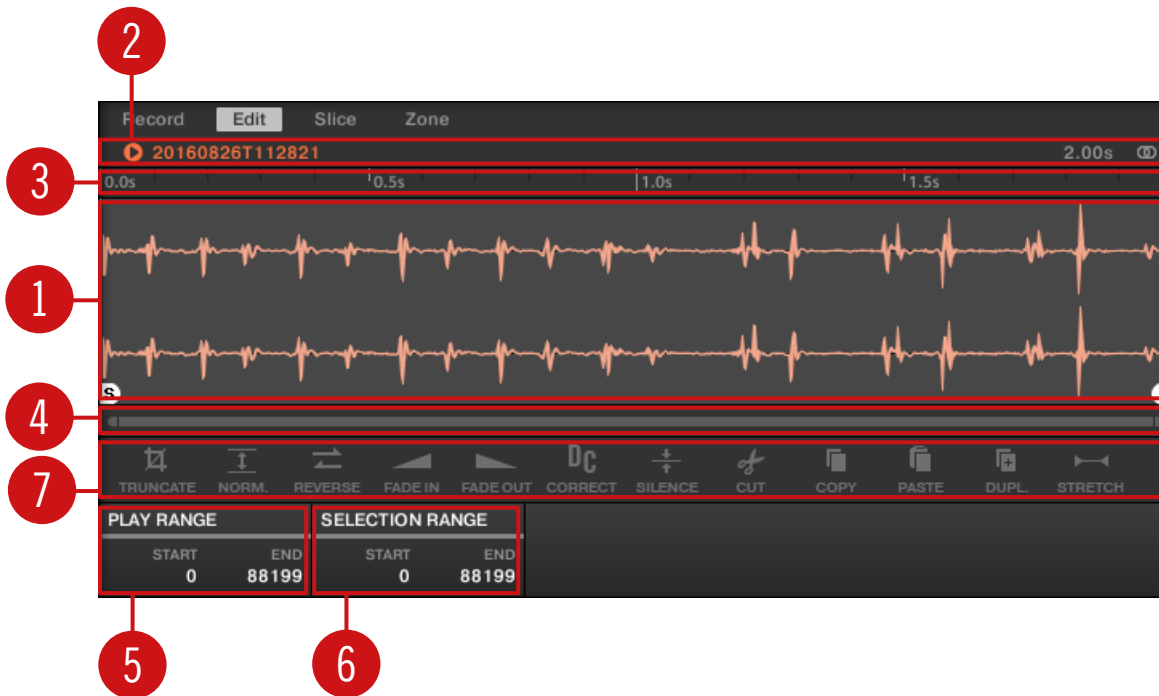 2
Record Edit Slice Zone
20160826T112821 2.00s
3
0.0s 0.5s 1.0s 1.5s
1
S
4
TRUNCATE NORM. REVERSE FADE IN FADE OUT DC CORRECT SILENCE CUT COPY PASTE DUPL. STRETCH
7
PLAY RANGE SELECTION RANGE
START END START END
0 88199 0 88199
5 6